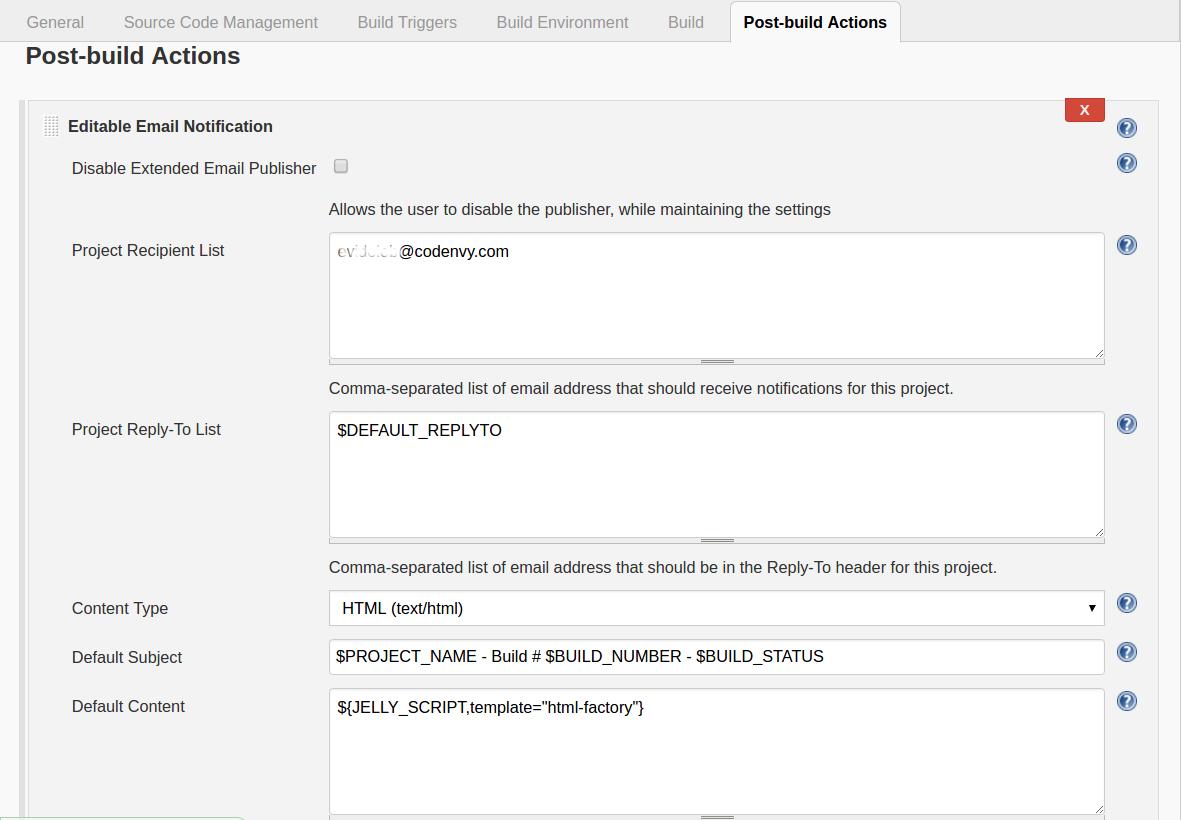 General Source Code Management Build Triggers Build Environment Build Post-build Actions
Post-build Actions
X
Editable Email Notification
Disable Extended Email Publisher
Allows the user to disable the publisher, while maintaining the settings
Project Recipient List
@codenvy.com
Comma-separated list of email address that should receive notifications for this project.
Project Reply-To List
$DEFAULT_REPLYTO
Comma-separated list of email address that should be in the Reply-To header for this project.
Content Type
HTML (text/html)
Default Subject
$PROJECT_NAME - Build # $BUILD_NUMBER - $BUILD_STATUS
Default Content
${JELLY_SCRIPT,template="html-factory"}